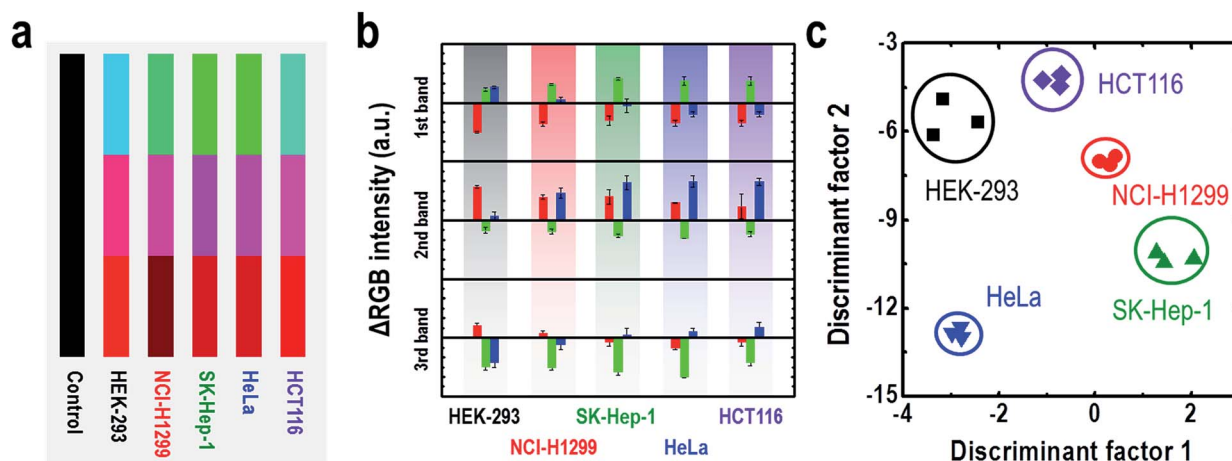 a
Control
HEK-293
NCI-H1299
SK-Hep-1
HeLa
HCT116
b
ΔRGB intensity (a.u.)
1st band
2nd band
3rd band
HEK-293
SK-Hep-1
HCT116
NCI-H1299
HeLa
c
Discriminant factor 2
-3
-6
-9
-12
-15
HCT116
HEK-293
NCI-H1299
SK-Hep-1
HeLa
-4
-2
0
2
Discriminant factor 1